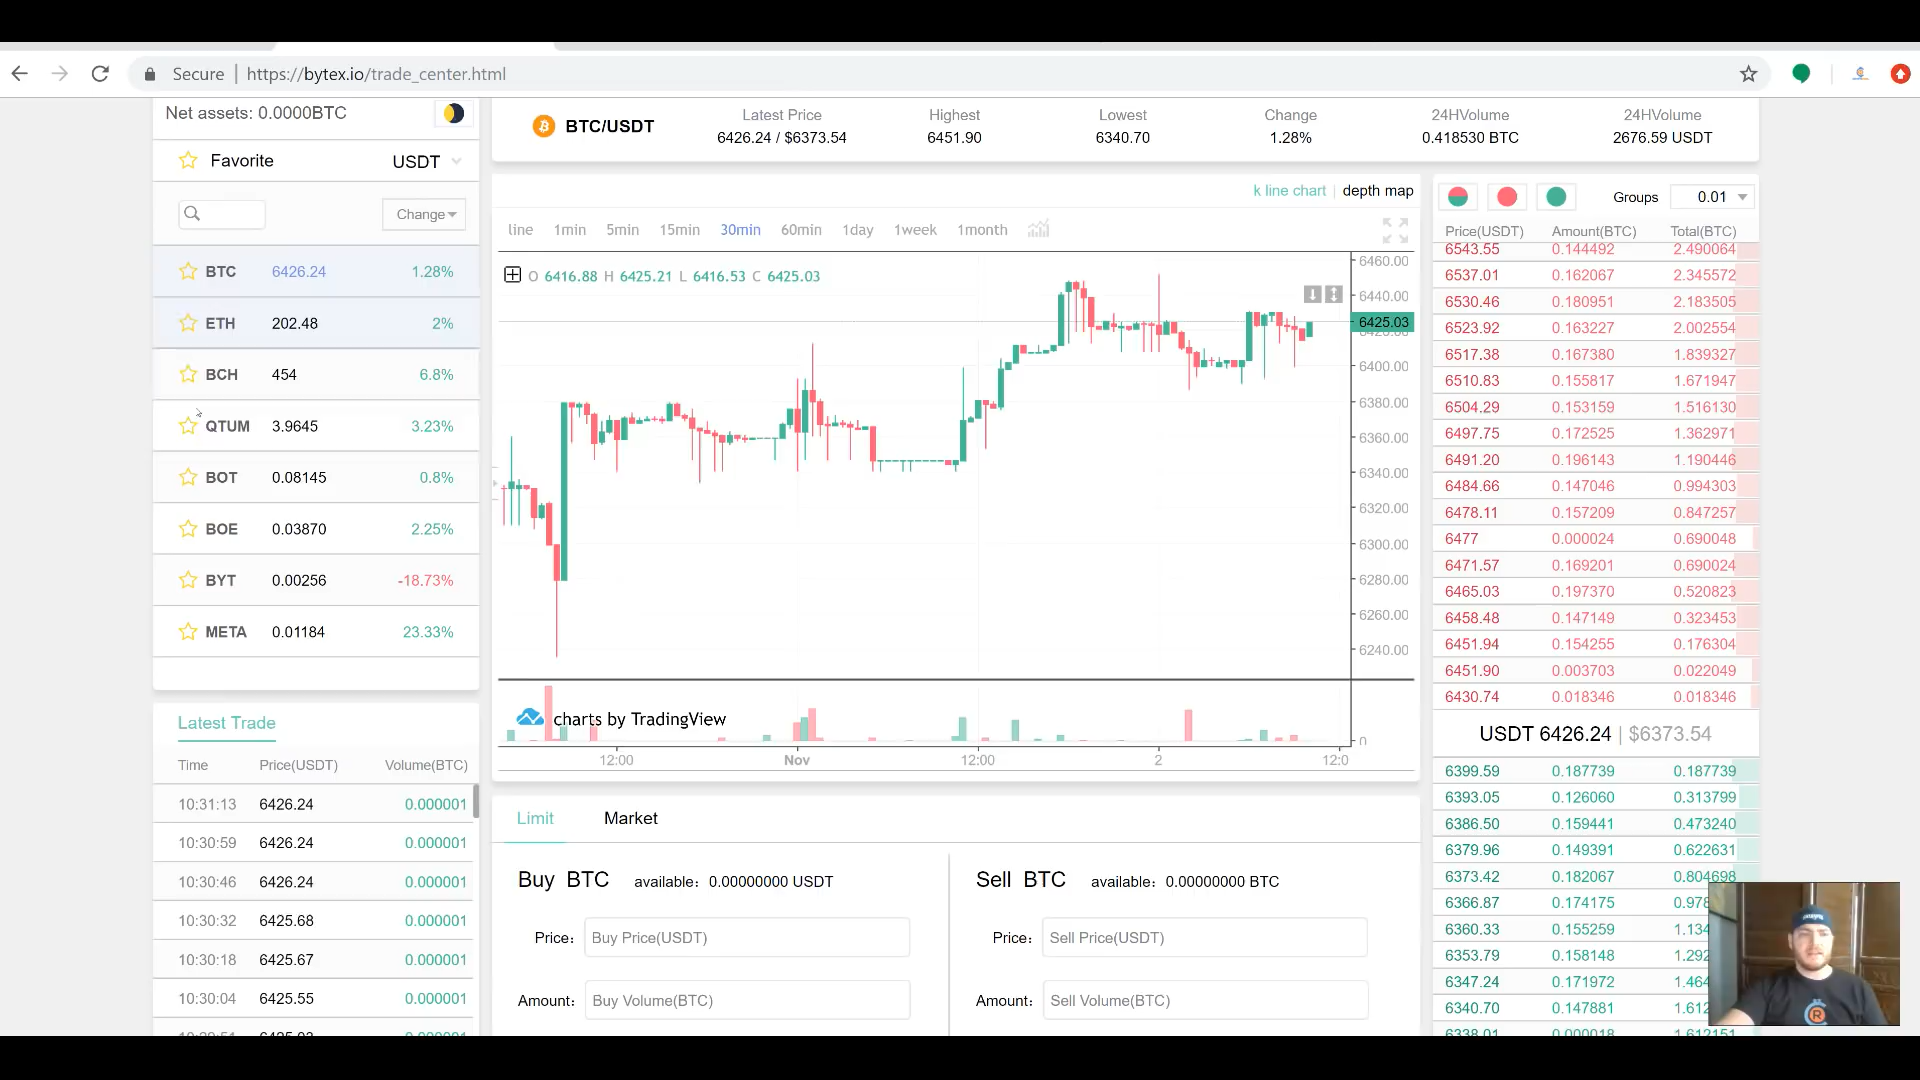 Secure | https://bytex.io/trade_center.html
Net assets: 0.0000BTC
Favorite USDT
Change
BTC 6426.24 1.28%
ETH 202.48 2%
BCH 454 6.8%
QTUM 3.9645 3.23%
BOT 0.08145 0.8%
BOE 0.03870 2.25%
BYT 0.00256 -18.73%
META 0.01184 23.33%
Latest Trade
Time Price(USDT) Volume(BTC)
10:31:13 6426.24 0.000001
10:30:59 6426.24 0.000001
10:30:46 6426.24 0.000001
10:30:32 6425.68 0.000001
10:30:18 6425.67 0.000001
10:30:04 6425.55 0.000001
BTC/USDT
Latest Price Highest Lowest Change 24HVolume 24HVolume
6426.24 / $6373.54 6451.90 6340.70 1.28% 0.418530 BTC 2676.59 USDT
k line chart | depth map
line 1min 5min 15min 30min 60min 1day 1week 1month
O 6416.88 H 6425.21 L 6416.53 C 6425.03
6460.00
6440.00
6425.03
6400.00
6380.00
6360.00
6340.00
6320.00
6300.00
6280.00
6260.00
6240.00
charts by TradingView
0
12:00 Nov 12:00 2 12:0
Limit Market
Buy BTC available: 0.00000000 USDT
Price: Buy Price(USDT)
Amount: Buy Volume(BTC)
Sell BTC available: 0.00000000 BTC
Price: Sell Price(USDT)
Amount: Sell Volume(BTC)
Groups 0.01
Price(USDT) Amount(BTC) Total(BTC)
6543.55 0.144492 2.490064
6537.01 0.162067 2.345572
6530.46 0.180951 2.183505
6523.92 0.163227 2.002554
6517.38 0.167380 1.839327
6510.83 0.155817 1.671947
6504.29 0.153159 1.516130
6497.75 0.172525 1.362971
6491.20 0.196143 1.190446
6484.66 0.147046 0.994303
6478.11 0.157209 0.847257
6477 0.000024 0.690048
6471.57 0.169201 0.690024
6465.03 0.197370 0.520823
6458.48 0.147149 0.323453
6451.94 0.154255 0.176304
6451.90 0.003703 0.022049
6430.74 0.018346 0.018346
USDT 6426.24 | $6373.54
6399.59 0.187739 0.187739
6393.05 0.126060 0.313799
6386.50 0.159441 0.473240
6379.96 0.149391 0.622631
6373.42 0.182067 0.804698
6366.87 0.174175 0.978
6360.33 0.155259 1.134
6353.79 0.158148 1.292
6347.24 0.171972 1.464
6340.70 0.147881 1.612
6338.01 0.000018 1.612151